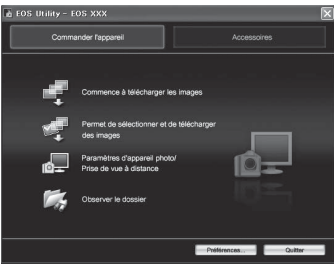 EOS Utility - EOS XXX
Commander l'appareil
Accessoires
Commence à télécharger les images
Permet de sélectionner et de télécharger
des images
Paramètres d'appareil photo/
Prise de vue à distance
Observer le dossier
Préférences...
Quitter